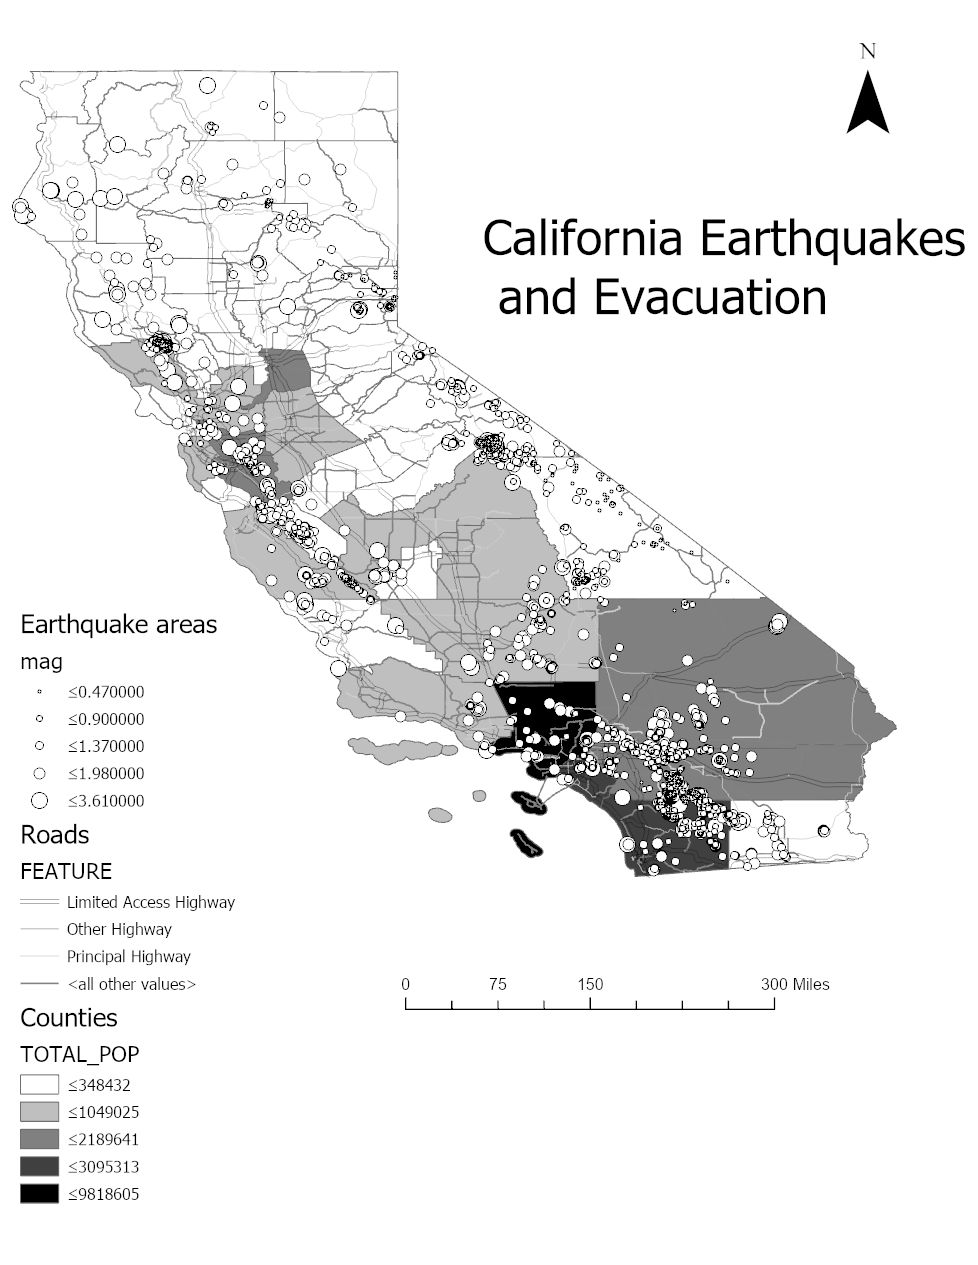 N
California Earthquakes
and Evacuation
Earthquake areas
mag
≤0.470000
≤0.900000
≤1.370000
≤1.980000
≤3.610000
Roads
FEATURE
Limited Access Highway
Other Highway
Principal Highway
<all other values>
0 75 150 300 Miles
Counties
TOTAL_POP
≤348432
≤1049025
≤2189641
≤3095313
≤9818605